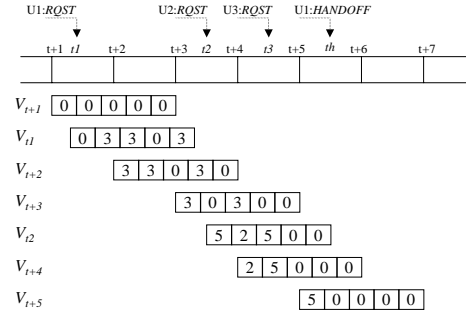 U1:RQST U2:RQST U3:RQST U1:HANDOFF
t+1 t1 t+2 t+3 t2 t+4 t3 t+5 th t+6 t+7
Vt+1 0 0 0 0 0
Vt1 0 3 3 0 3
Vt+2 3 3 0 3 0
Vt+3 3 0 3 0 0
Vt2 5 2 5 0 0
Vt+4 2 5 0 0 0
Vt+5 5 0 0 0 0